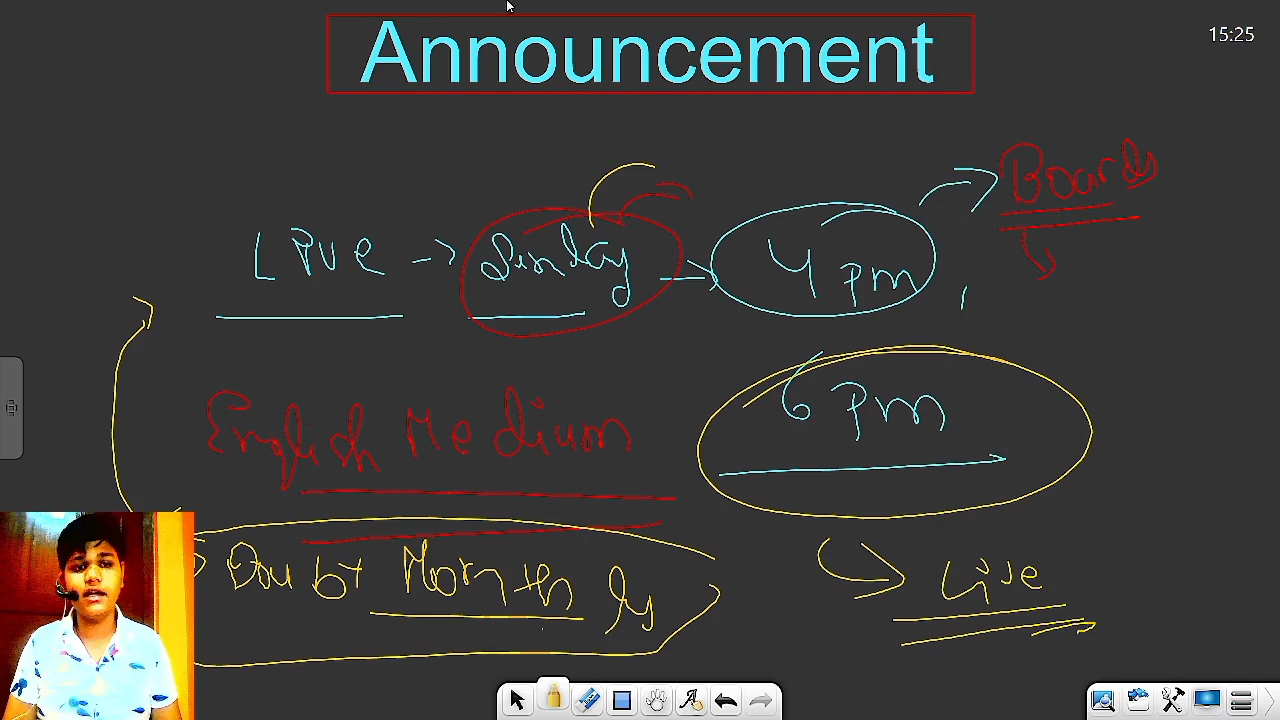 Announcement
15:25
Boards
Live → Sunday → 4 pm,
6 pm
English Medium
Doubt Monthly
Live